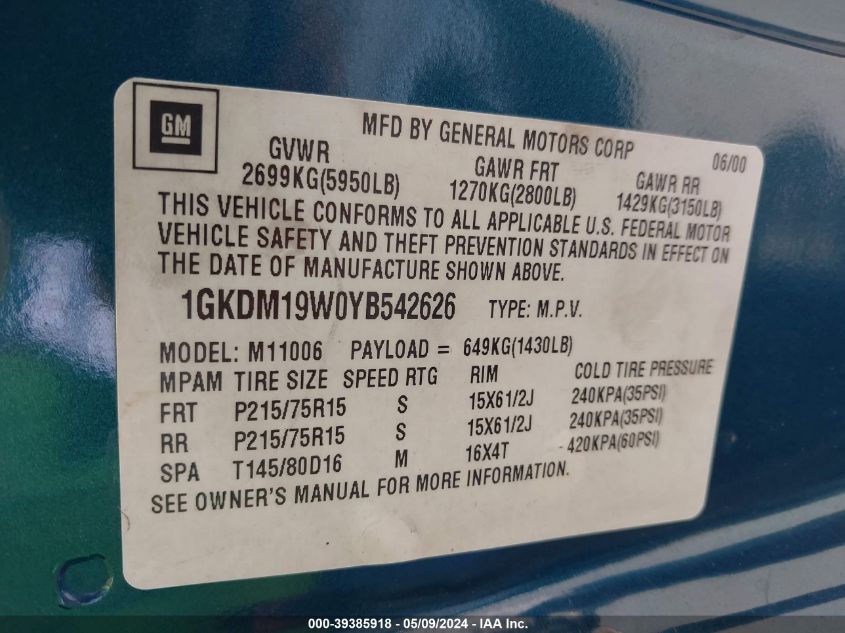 GM
MFD BY GENERAL MOTORS CORP 06/00
GVWR GAWR FRT GAWR RR
2699KG(5950LB) 1270KG(2800LB) 1429KG(3150LB)
THIS VEHICLE CONFORMS TO ALL APPLICABLE U.S. FEDERAL MOTOR
VEHICLE SAFETY AND THEFT PREVENTION STANDARDS IN EFFECT ON
THE DATE OF MANUFACTURE SHOWN ABOVE.
1GKDM19W0YB542626 TYPE: M.P.V.
MODEL: M11006 PAYLOAD = 649KG(1430LB)
MPAM TIRE SIZE SPEED RTG RIM COLD TIRE PRESSURE
FRT P215/75R15 S 15X61/2J 240KPA(35PSI)
RR P215/75R15 S 15X61/2J 240KPA(35PSI)
SPA T145/80D16 M 16X4T 420KPA(60PSI)
SEE OWNER'S MANUAL FOR MORE INFORMATION.
000-39385918 - 05/09/2024 - IAA Inc.